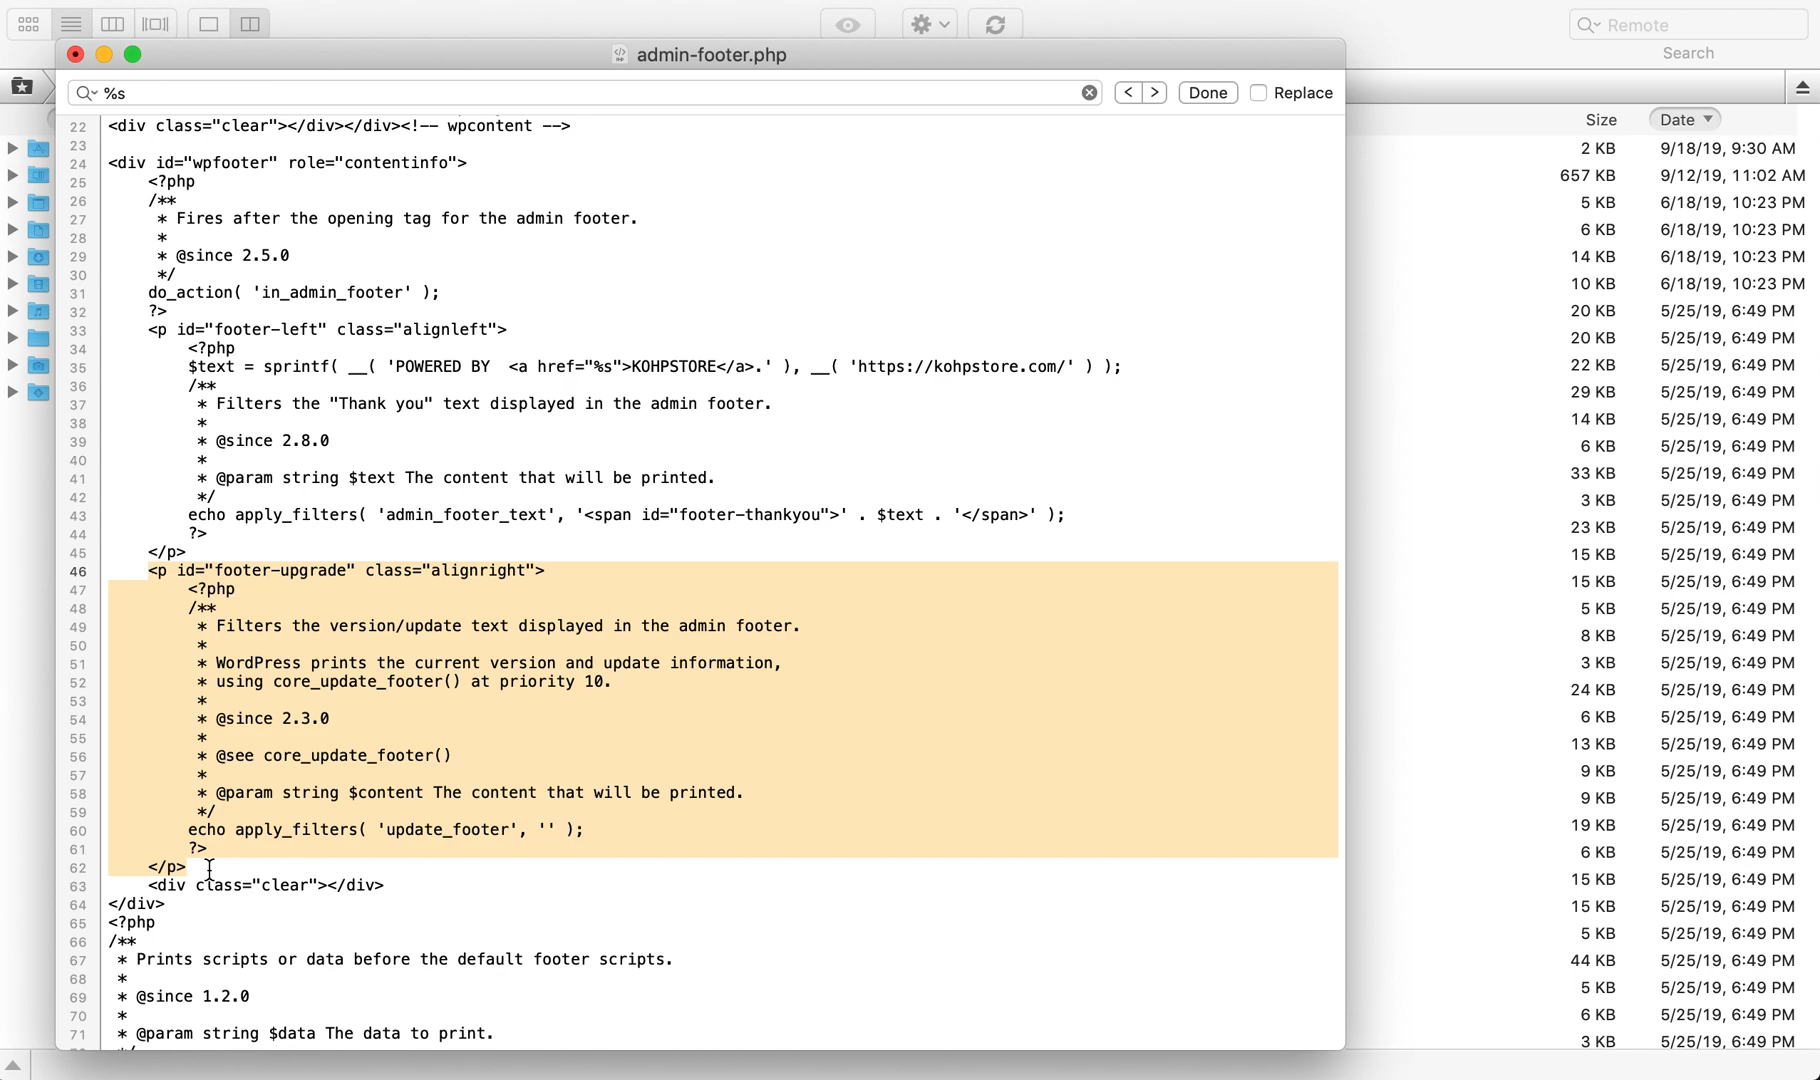 Remote
Search
admin-footer.php
%s
< > Done Replace
Size Date
22 <div class="clear"></div></div><!-- wpcontent -->
23
24 <div id="wpfooter" role="contentinfo">
25 <?php
26 /**
27 * Fires after the opening tag for the admin footer.
28 *
29 * @since 2.5.0
30 */
31 do_action( 'in_admin_footer' );
32 ?>
33 <p id="footer-left" class="alignleft">
34 <?php
35 $text = sprintf( __( 'POWERED BY  <a href="%s">KOHPSTORE</a>.' ), __( 'https://kohpstore.com/' ) );
36 /**
37 * Filters the "Thank you" text displayed in the admin footer.
38 *
39 * @since 2.8.0
40 *
41 * @param string $text The content that will be printed.
42 */
43 echo apply_filters( 'admin_footer_text', '<span id="footer-thankyou">' . $text . '</span>' );
44 ?>
45 </p>
46 <p id="footer-upgrade" class="alignright">
47 <?php
48 /**
49 * Filters the version/update text displayed in the admin footer.
50 *
51 * WordPress prints the current version and update information,
52 * using core_update_footer() at priority 10.
53 *
54 * @since 2.3.0
55 *
56 * @see core_update_footer()
57 *
58 * @param string $content The content that will be printed.
59 */
60 echo apply_filters( 'update_footer', '' );
61 ?>
62 </p>
63 <div class="clear"></div>
64 </div>
65 <?php
66 /**
67 * Prints scripts or data before the default footer scripts.
68 *
69 * @since 1.2.0
70 *
71 * @param string $data The data to print.
2 KB 9/18/19, 9:30 AM
657 KB 9/12/19, 11:02 AM
5 KB 6/18/19, 10:23 PM
6 KB 6/18/19, 10:23 PM
14 KB 6/18/19, 10:23 PM
10 KB 6/18/19, 10:23 PM
20 KB 5/25/19, 6:49 PM
20 KB 5/25/19, 6:49 PM
22 KB 5/25/19, 6:49 PM
29 KB 5/25/19, 6:49 PM
14 KB 5/25/19, 6:49 PM
6 KB 5/25/19, 6:49 PM
33 KB 5/25/19, 6:49 PM
3 KB 5/25/19, 6:49 PM
23 KB 5/25/19, 6:49 PM
15 KB 5/25/19, 6:49 PM
15 KB 5/25/19, 6:49 PM
5 KB 5/25/19, 6:49 PM
8 KB 5/25/19, 6:49 PM
3 KB 5/25/19, 6:49 PM
24 KB 5/25/19, 6:49 PM
6 KB 5/25/19, 6:49 PM
13 KB 5/25/19, 6:49 PM
9 KB 5/25/19, 6:49 PM
9 KB 5/25/19, 6:49 PM
19 KB 5/25/19, 6:49 PM
6 KB 5/25/19, 6:49 PM
15 KB 5/25/19, 6:49 PM
15 KB 5/25/19, 6:49 PM
5 KB 5/25/19, 6:49 PM
44 KB 5/25/19, 6:49 PM
5 KB 5/25/19, 6:49 PM
6 KB 5/25/19, 6:49 PM
3 KB 5/25/19, 6:49 PM